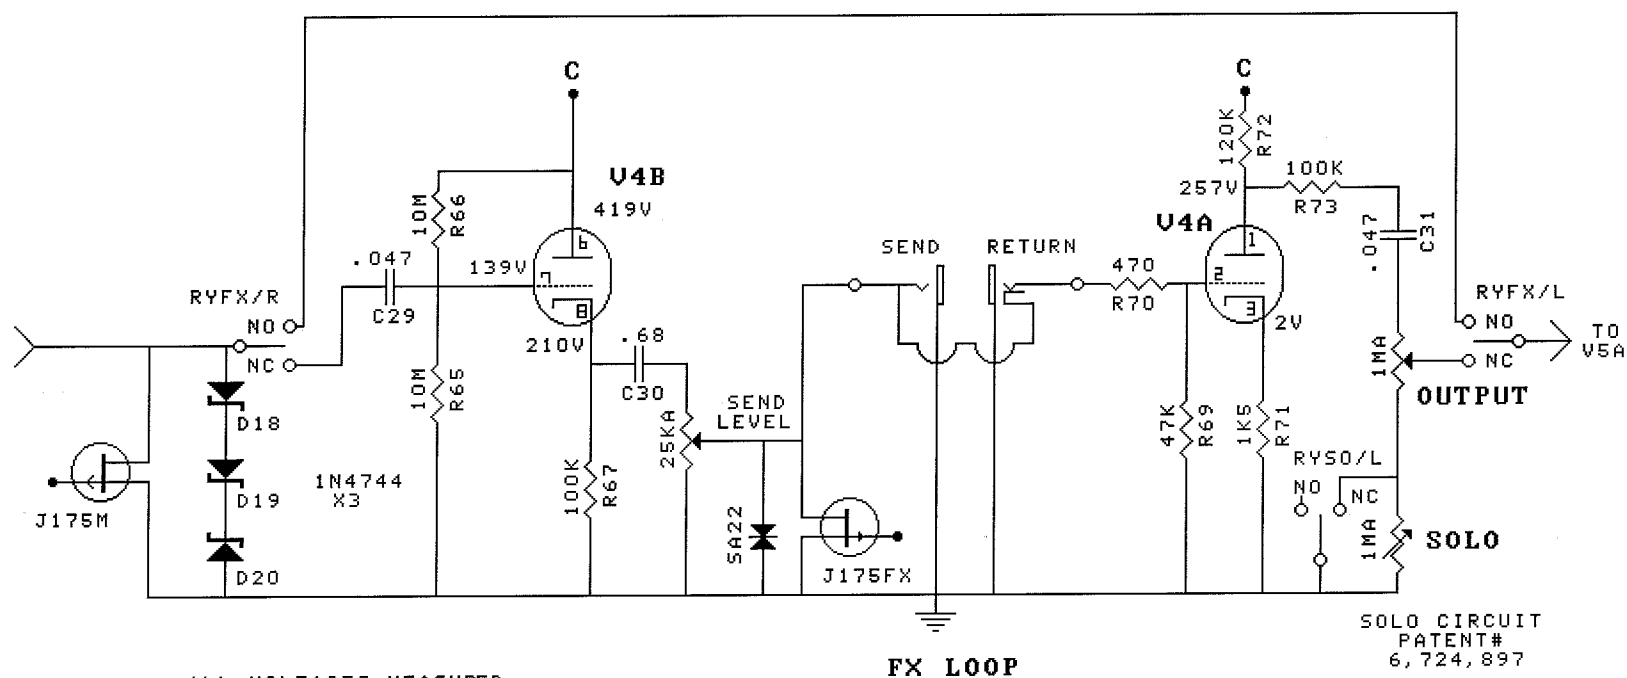 C
C
120K
R72
V4B
419V
10M
R66
6
100K
R73
257V
V4A
1
.047
C31
SEND
RETURN
.047
C29
139V
7
8
470
R70
2
3
2V
RYFX/R
NO
NC
RYFX/L
NO
NC
TO
V5A
210V
.68
C30
10M
R65
1MA
OUTPUT
SEND
LEVEL
25KA
D18
D19
D20
1N4744
X3
J175M
100K
R67
47K
R69
1K5
R71
RYSO/L
NO
NC
SA22
J175FX
1MA
SOLO
SOLO CIRCUIT
PATENT#
6,724,897
FX LOOP